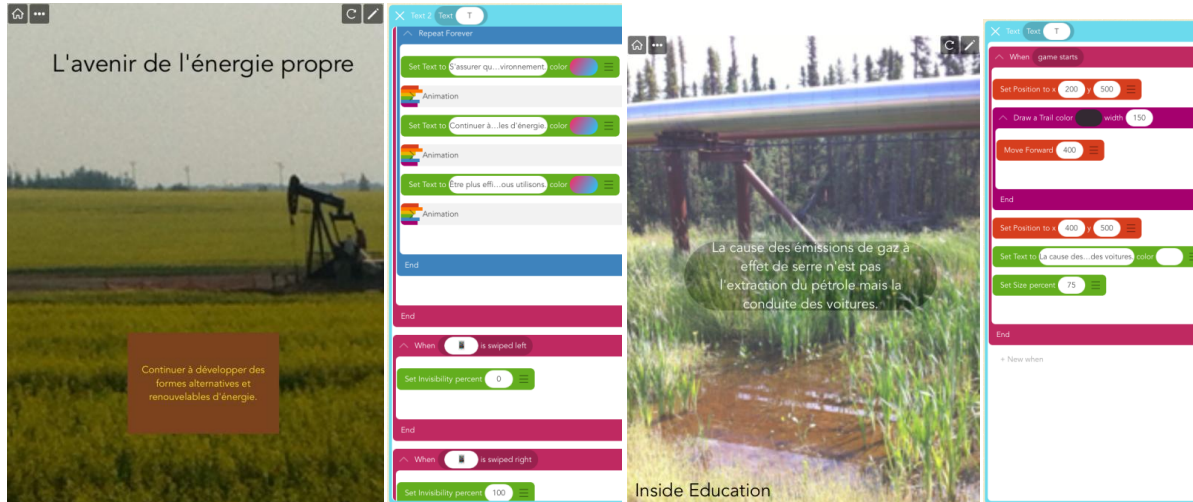 L'avenir de l'énergie propre
Continuer à développer des
formes alternatives et
renouvelables d'énergie.
Text 2 Text T
Repeat Forever
Set Text to S'assurer qu...vironnement. color
Animation
Set Text to Continuer à...les d'énergie. color
Animation
Set Text to Être plus effi...ous utilisons. color
Animation
End
End
When is swiped left
Set Invisibility percent 0
End
When is swiped right
Set Invisibility percent 100
La cause des émissions de gaz à
effet de serre n'est pas
l'extraction du pétrole mais la
conduite des voitures.
Inside Education
Text Text T
When game starts
Set Position to x 200 y 500
Draw a Trail color width 150
Move Forward 400
End
Set Position to x 400 y 500
Set Text to La cause des...des voitures. color
Set Size percent 75
End
+ New when